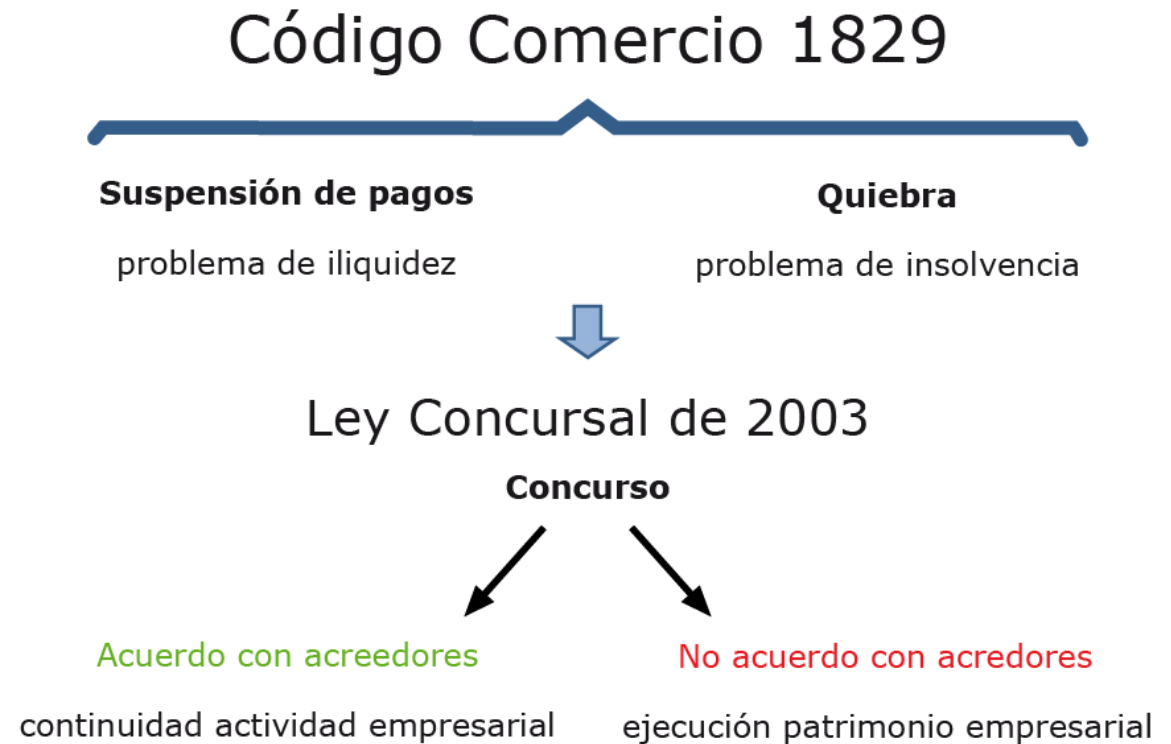 Código Comercio 1829
Suspensión de pagos
Quiebra
problema de iliquidez
problema de insolvencia
Ley Concursal de 2003
Concurso
Acuerdo con acreedores
No acuerdo con acredores
continuidad actividad empresarial
ejecución patrimonio empresarial